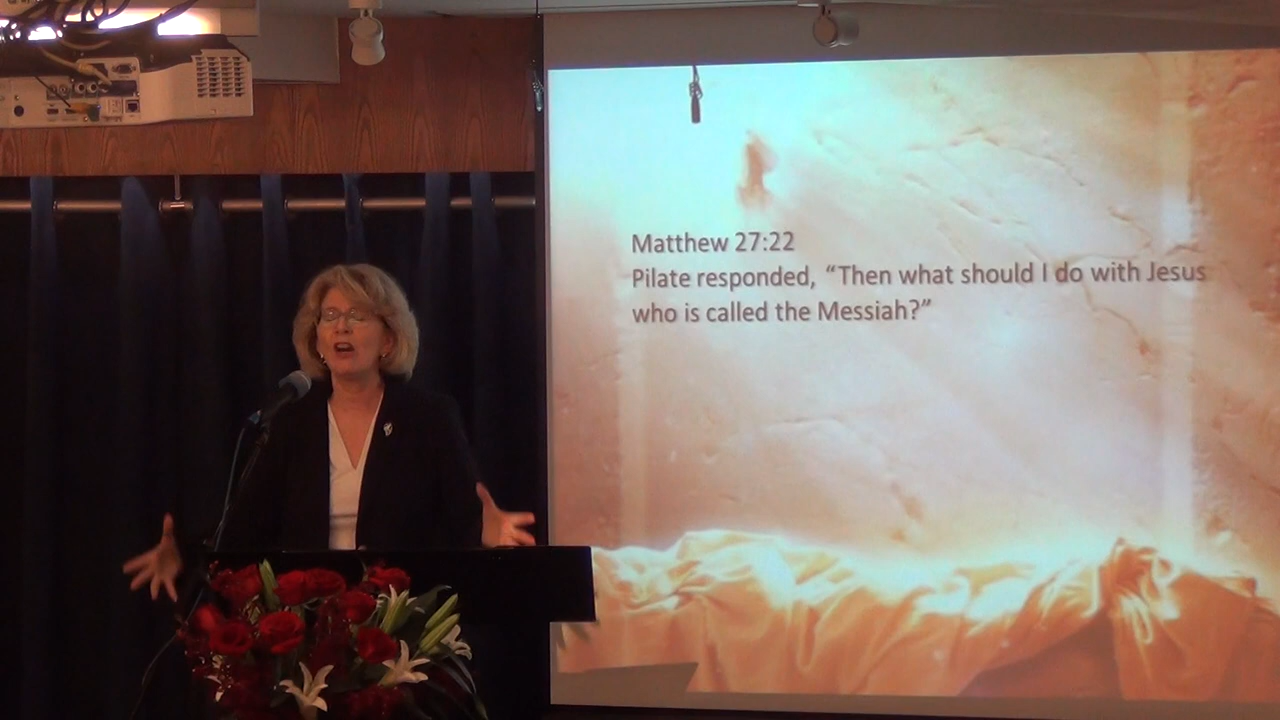 Matthew 27:22
Pilate responded, “Then what should I do with Jesus
who is called the Messiah?”